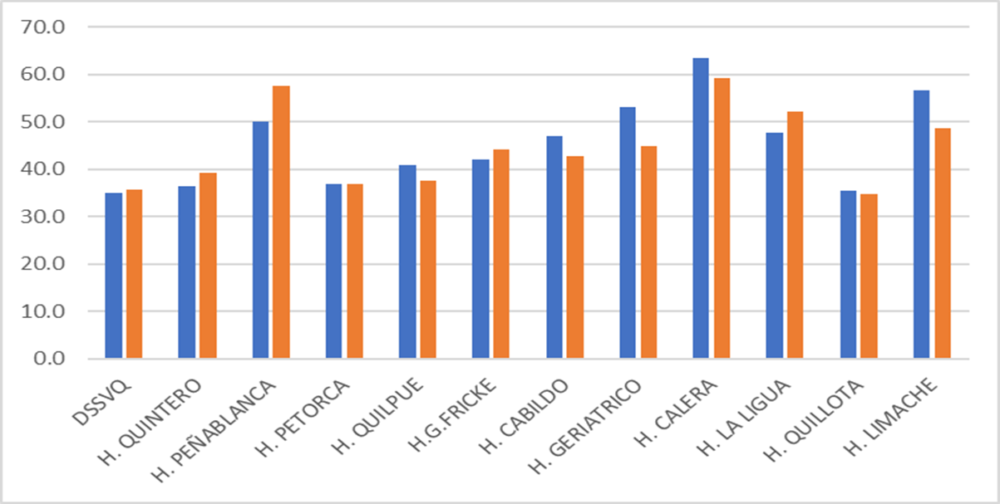 70.0
60.0
50.0
40.0
30.0
20.0
10.0
0.0
DSSVQ
H. QUINTERO
H. PEÑABLANCA
H. PETORCA
H. QUILPUE
H.G.FRICKE
H. CABILDO
H. GERIATRICO
H. CALERA
H. LA LIGUA
H. QUILLOTA
H. LIMACHE